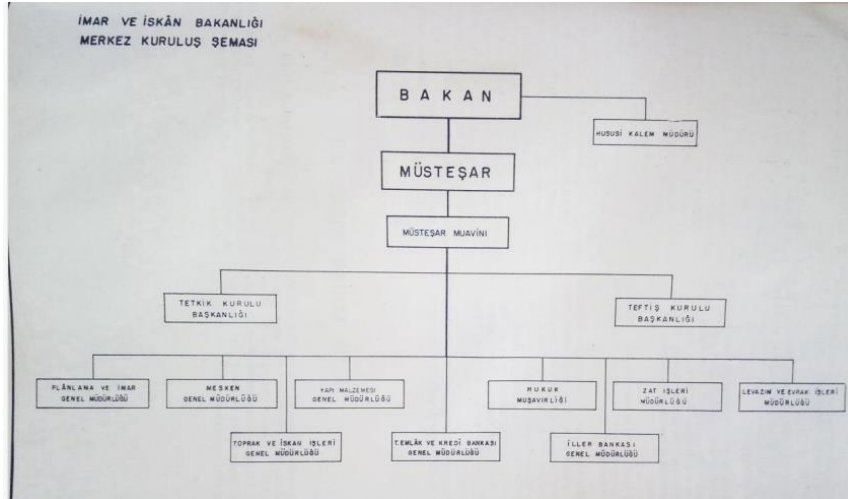 İMAR VE İSKÂN BAKANLIĞI
MERKEZ KURULUŞ ŞEMASI
BAKAN
HUSUSİ KALEM MÜDÜRÜ
MÜSTEŞAR
MÜSTEŞAR MUAVİNİ
TETKİK KURULU
BAŞKANLIĞI
TEFTİŞ KURULU
BAŞKANLIĞI
PLÂNLAMA VE İMAR
GENEL MÜDÜRLÜĞÜ
MESKEN
GENEL MÜDÜRLÜĞÜ
YAPI MALZEMESİ
GENEL MÜDÜRLÜĞÜ
HUKUK
MUŞAVİRLİĞİ
ZAT İŞLERİ
MÜDÜRLÜĞÜ
LEVAZIM VE EVRAK İŞLERİ
MÜDÜRLÜĞÜ
TOPRAK VE İSKAN İŞLERİ
GENEL MÜDÜRLÜĞÜ
T.EMLÂK VE KREDİ BANKASI
GENEL MÜDÜRLÜĞÜ
İLLER BANKASI
GENEL MÜDÜRLÜĞÜ